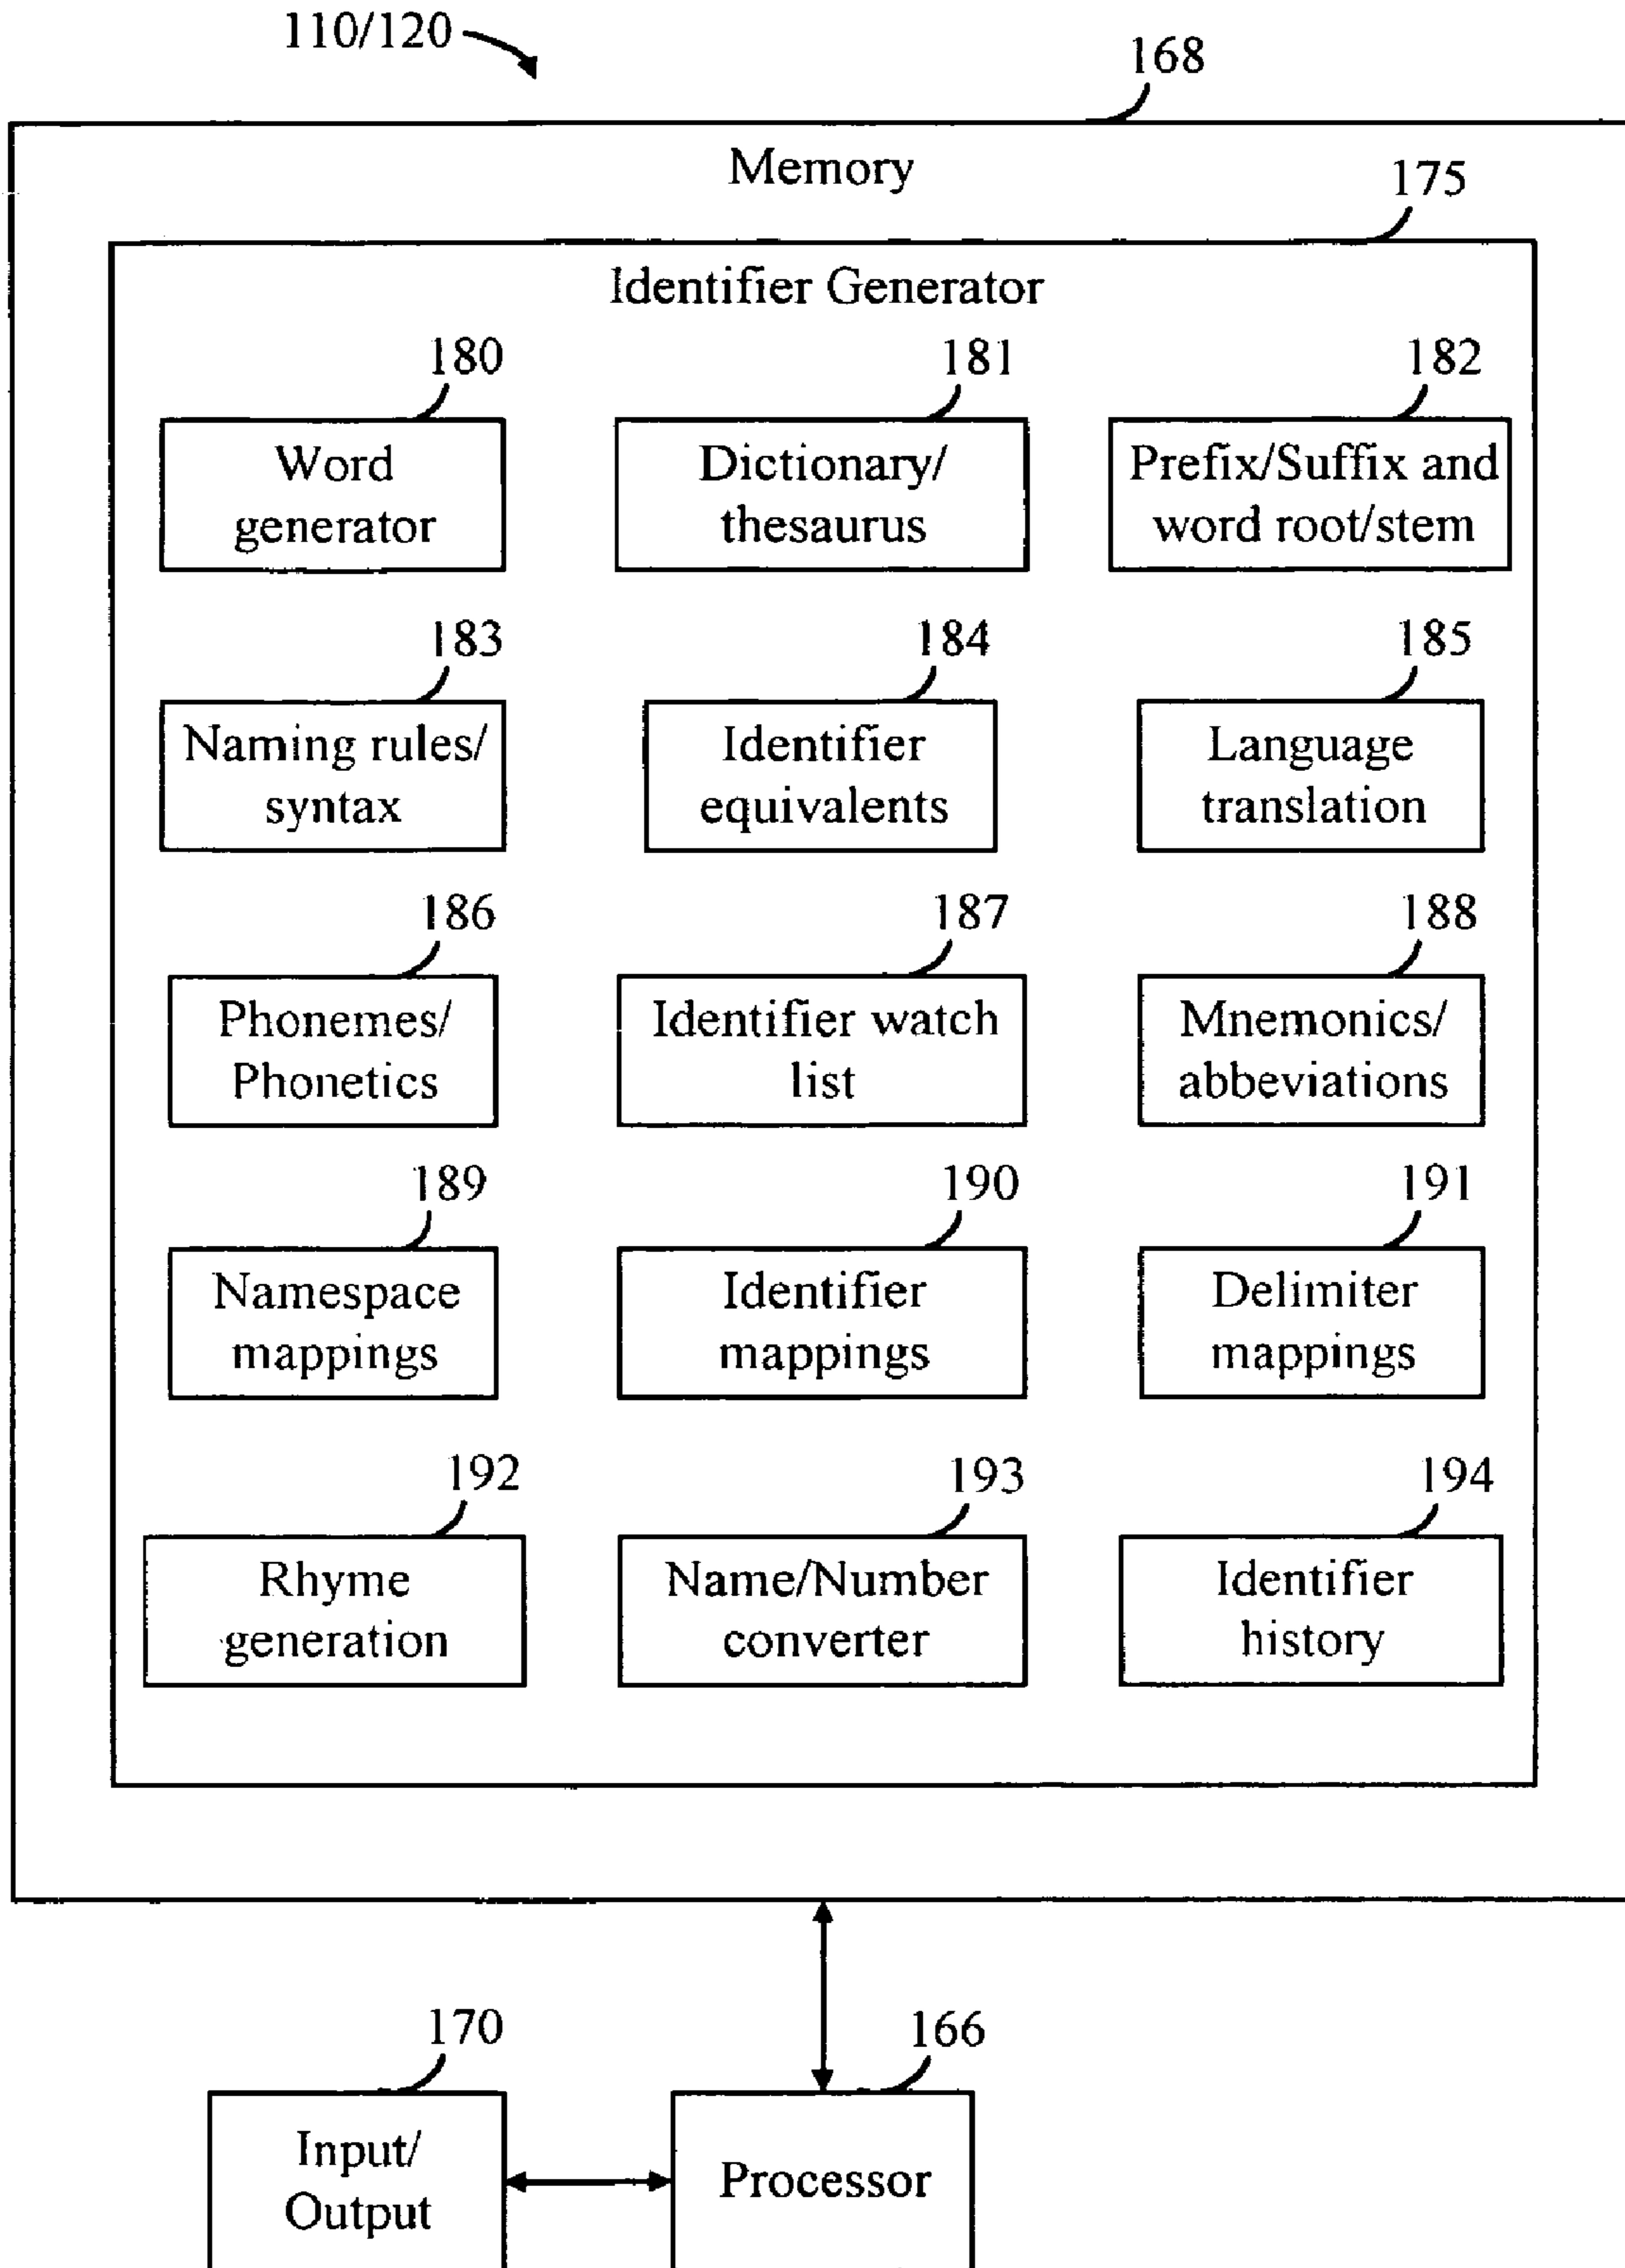 110/120
168
Memory
175
Identifier Generator
180
181
182
Word
generator
Dictionary/
thesaurus
Prefix/Suffix and
word root/stem
183
184
185
Naming rules/
syntax
Identifier
equivalents
Language
translation
186
187
188
Phonemes/
Phonetics
Identifier watch
list
Mnemonics/
abbeviations
189
190
191
Namespace
mappings
Identifier
mappings
Delimiter
mappings
192
193
194
Rhyme
generation
Name/Number
converter
Identifier
history
170
166
Input/
Output
Processor